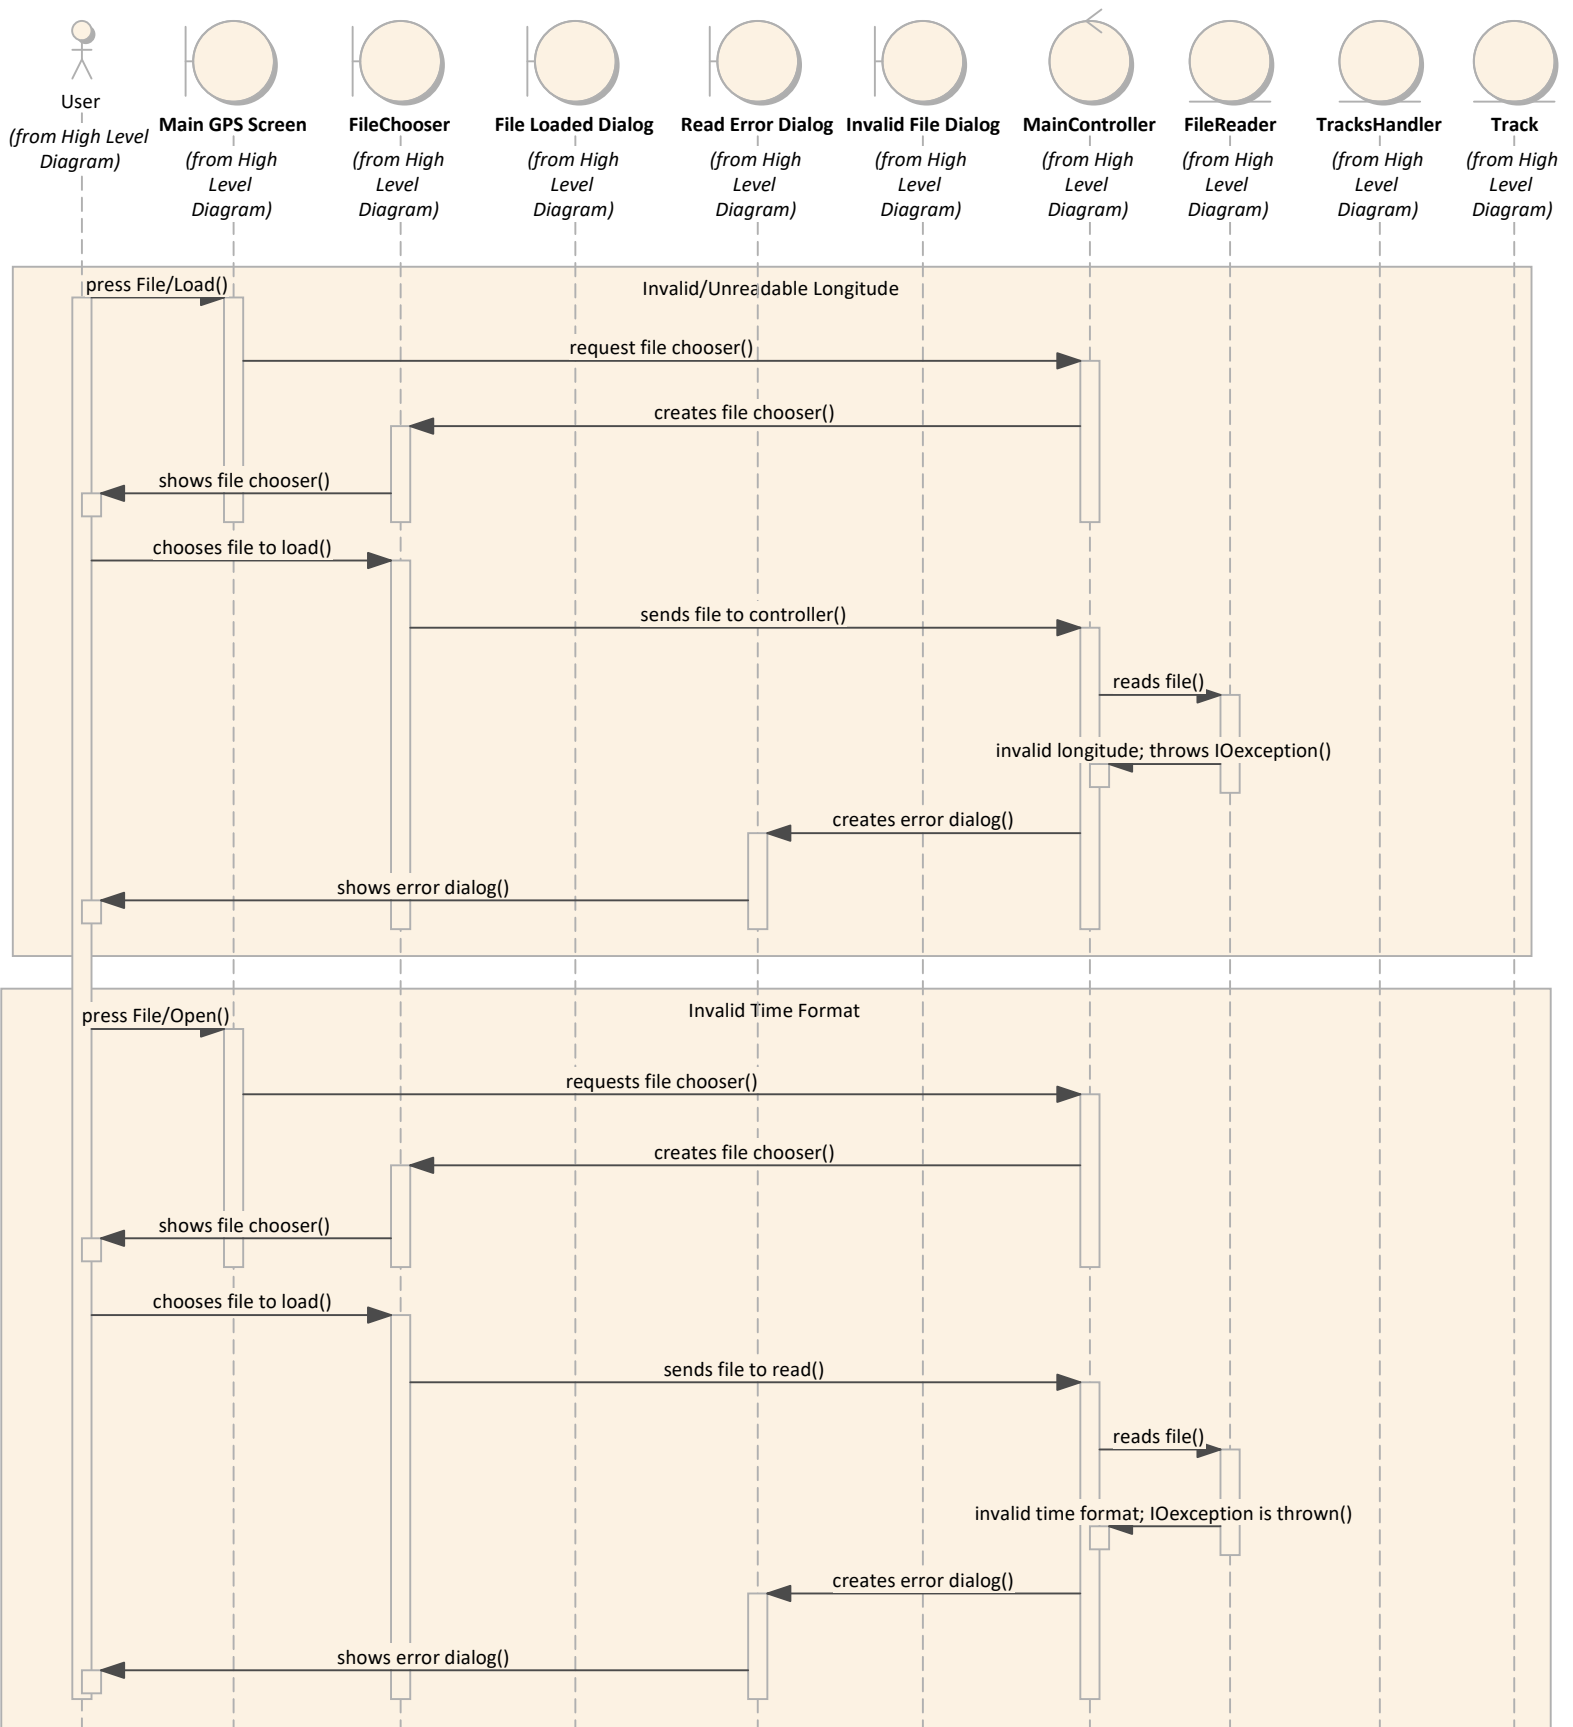 User
(from High Level
Diagram)
Main GPS Screen
(from High
Level
Diagram)
FileChooser
(from High
Level
Diagram)
File Loaded Dialog
(from High
Level
Diagram)
Read Error Dialog
(from High
Level
Diagram)
Invalid File Dialog
(from High
Level
Diagram)
MainController
(from High
Level
Diagram)
FileReader
(from High
Level
Diagram)
TracksHandler
(from High
Level
Diagram)
Track
(from High
Level
Diagram)
Invalid/Unreadable Longitude
press File/Load()
request file chooser()
creates file chooser()
shows file chooser()
chooses file to load()
sends file to controller()
reads file()
invalid longitude; throws IOexception()
creates error dialog()
shows error dialog()
Invalid Time Format
press File/Open()
requests file chooser()
creates file chooser()
shows file chooser()
chooses file to load()
sends file to read()
reads file()
invalid time format; IOexception is thrown()
creates error dialog()
shows error dialog()